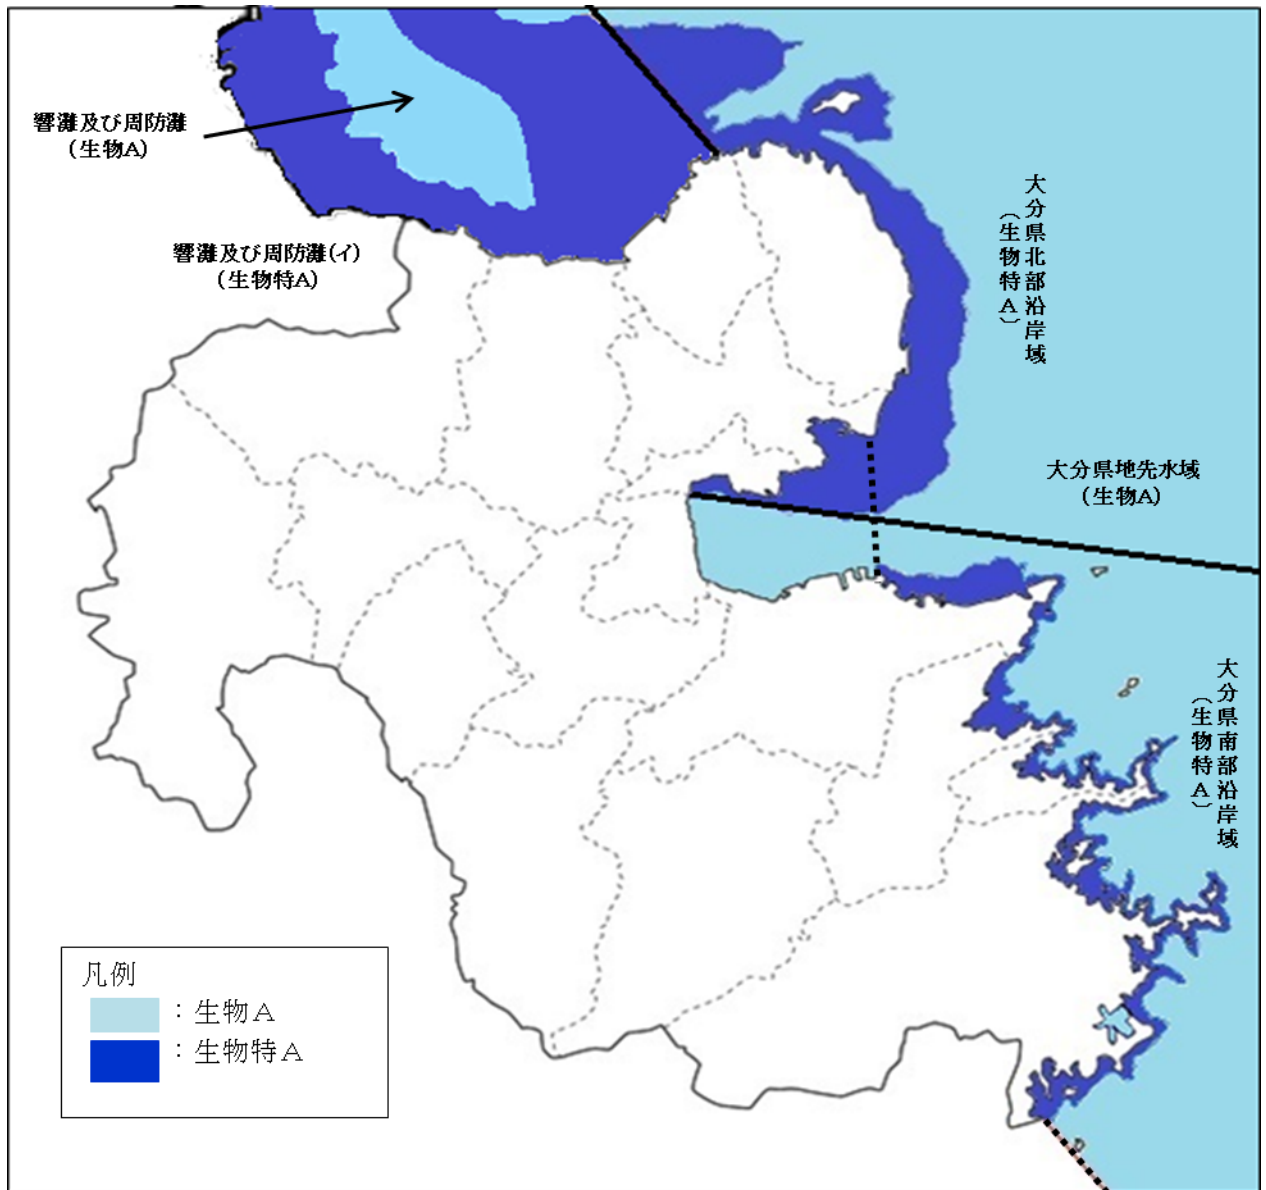 響灘及び周防灘
（生物A）
響灘及び周防灘(イ)
（生物特A）
大分県北部沿岸域
（生物特A）
大分県地先水域
（生物A）
大分県南部沿岸域
（生物特A）
凡例
：生物A
：生物特A